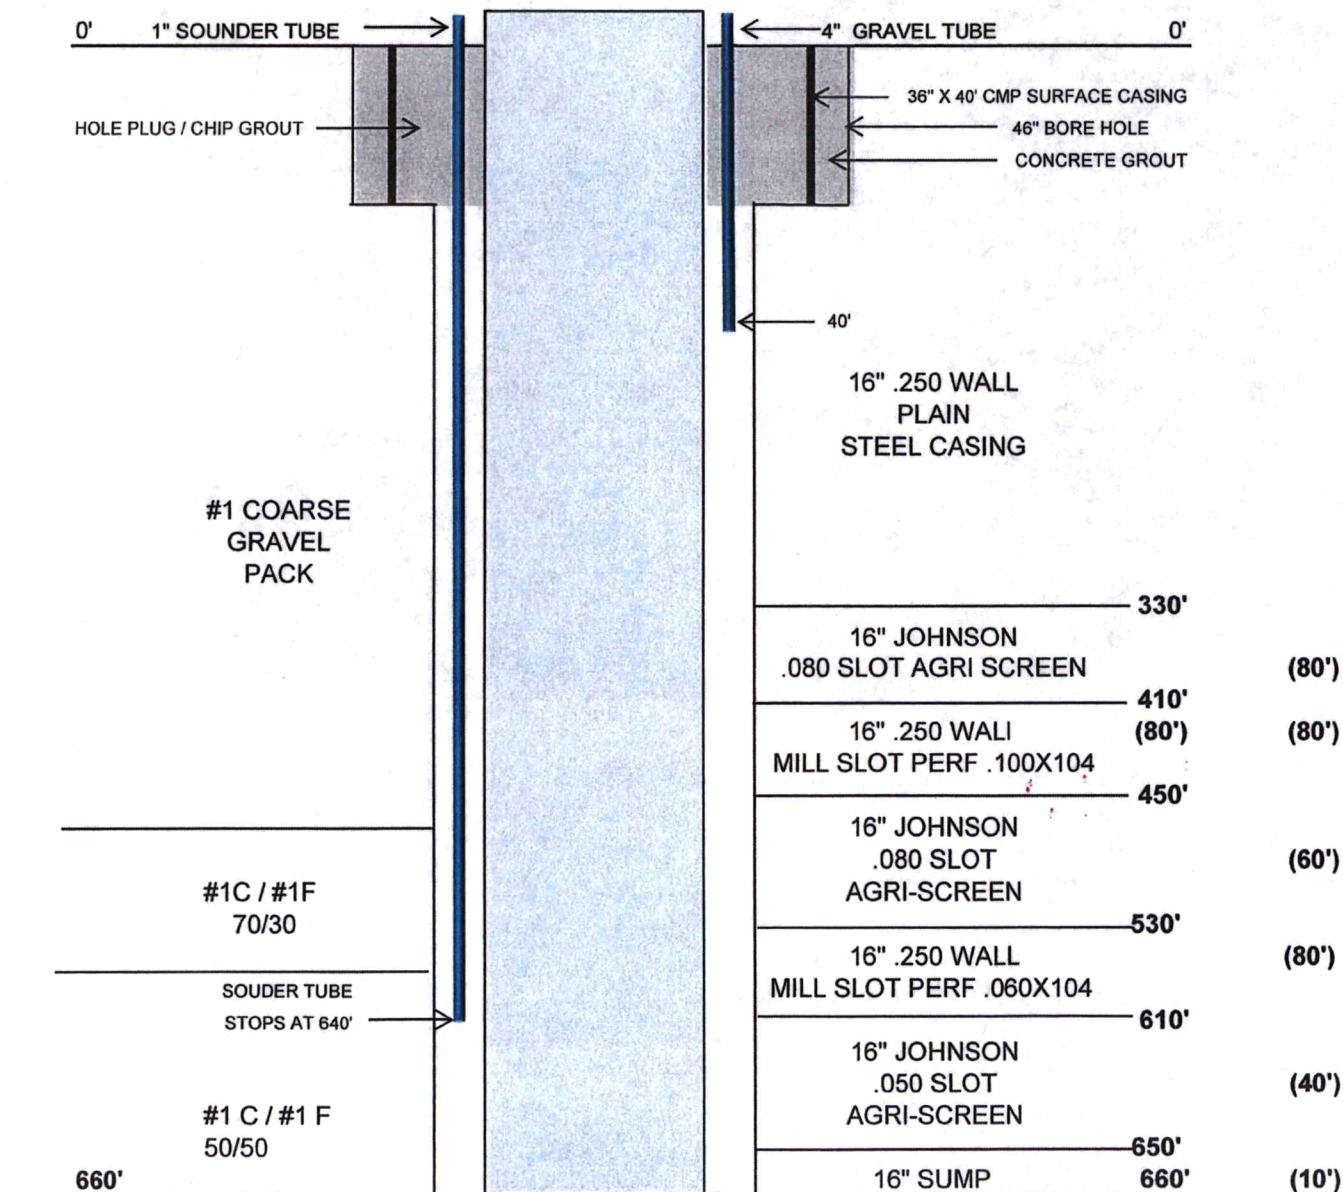 0' 1" SOUNDER TUBE 4" GRAVEL TUBE 0'
36" X 40' CMP SURFACE CASING
HOLE PLUG / CHIP GROUT 46" BORE HOLE
CONCRETE GROUT
40'
16" .250 WALL
PLAIN
STEEL CASING
#1 COARSE
GRAVEL
PACK
330'
16" JOHNSON
.080 SLOT AGRI SCREEN (80')
410'
16" .250 WALI (80') (80')
MILL SLOT PERF .100X104
450'
16" JOHNSON
.080 SLOT (60')
AGRI-SCREEN
#1C / #1F
70/30
530'
16" .250 WALL (80')
MILL SLOT PERF .060X104
SOUDER TUBE
STOPS AT 640'
610'
16" JOHNSON
.050 SLOT (40')
AGRI-SCREEN
#1 C / #1 F
50/50
650'
660' 16" SUMP 660' (10')